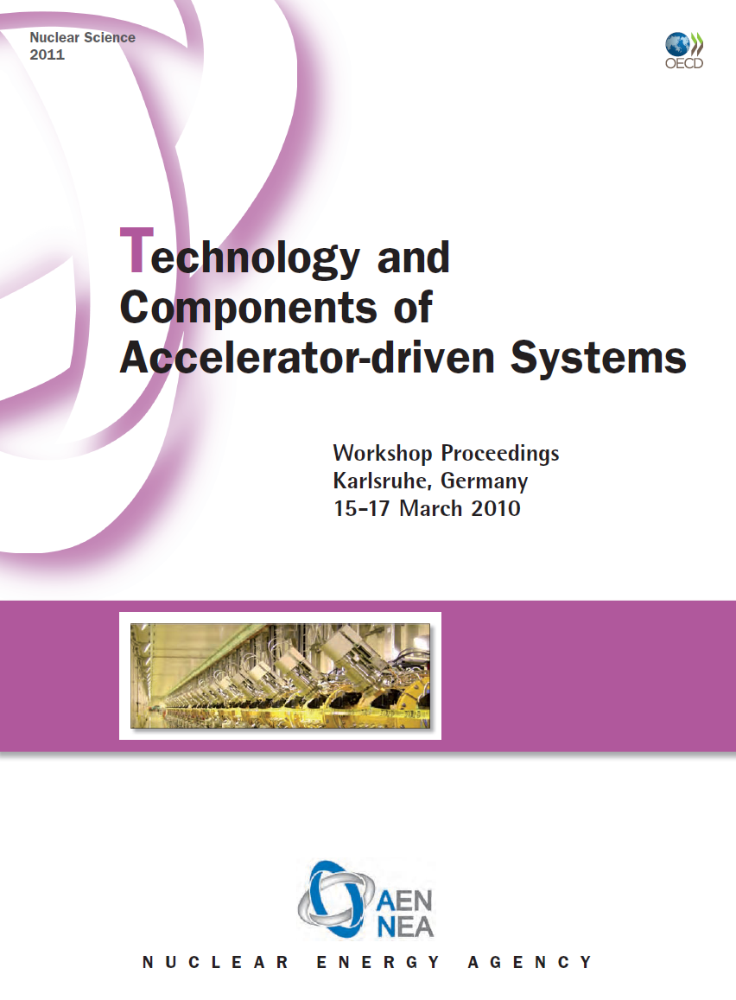 Nuclear Science
2011
OECD
Technology and
Components of
Accelerator-driven Systems
Workshop Proceedings
Karlsruhe, Germany
15–17 March 2010
AEN
NEA
NUCLEAR ENERGY AGENCY